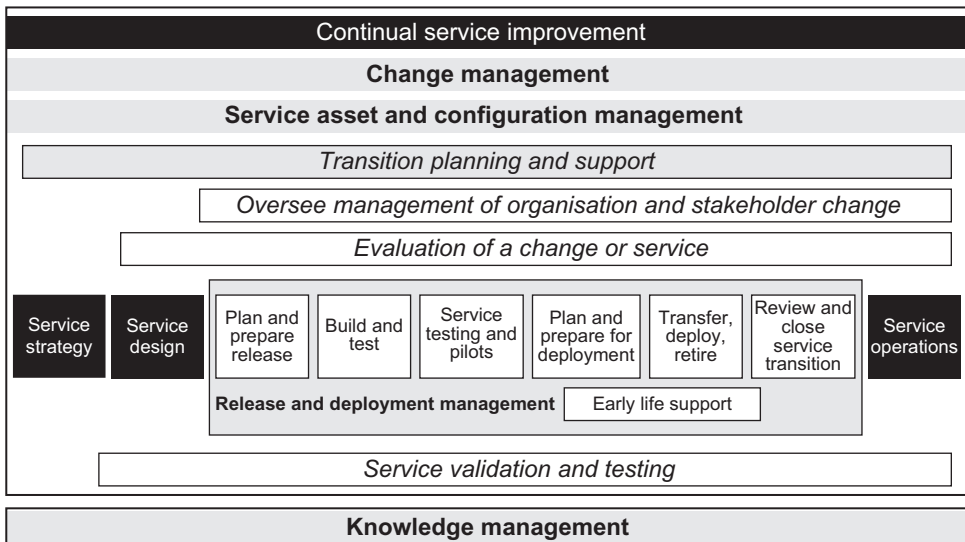 Continual service improvement
Change management
Service asset and configuration management
Transition planning and support
Oversee management of organisation and stakeholder change
Evaluation of a change or service
Service
strategy
Service
design
Plan and
prepare
release
Build and
test
Service
testing and
pilots
Plan and
prepare for
deployment
Transfer,
deploy,
retire
Review and
close
service
transition
Service
operations
Release and deployment management
Early life support
Service validation and testing
Knowledge management